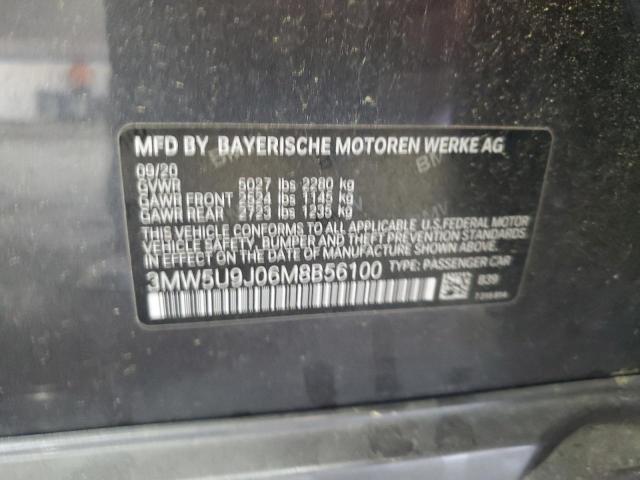 MFD BY BAYERISCHE MOTOREN WERKE AG
09/20
GVWR 5027 lbs 2280 kg
GAWR FRONT 2524 lbs 1145 kg
GAWR REAR 2723 lbs 1235 kg
THIS VEHICLE CONFORMS TO ALL APPLICABLE U.S. FEDERAL MOTOR
VEHICLE SAFETY, BUMPER AND THEFT PREVENTION STANDARDS
IN EFFECT ON THE DATE OF MANUFACTURE SHOWN ABOVE.
3MW5U9J06M8B56100 TYPE: PASSENGER CAR
839